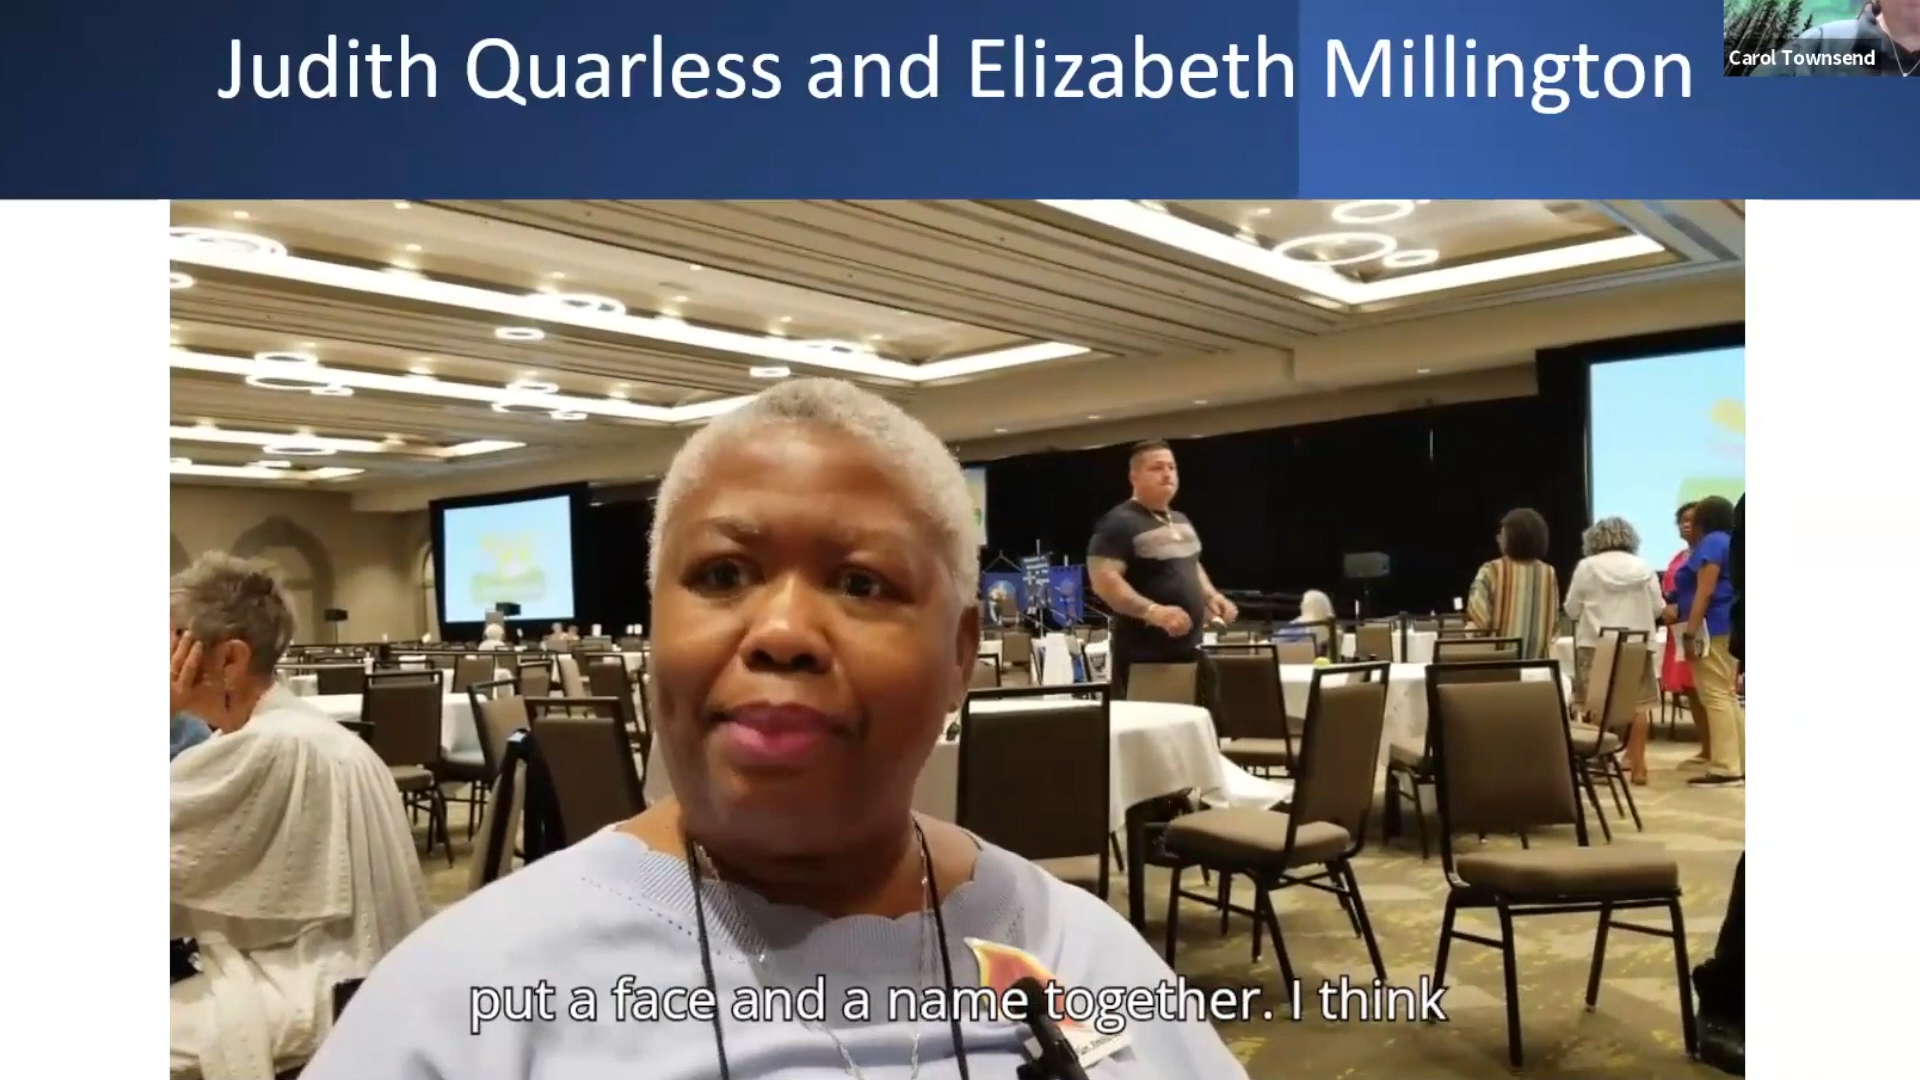 Judith Quarless and Elizabeth Millington
Carol Townsend
put a face and a name together. I think